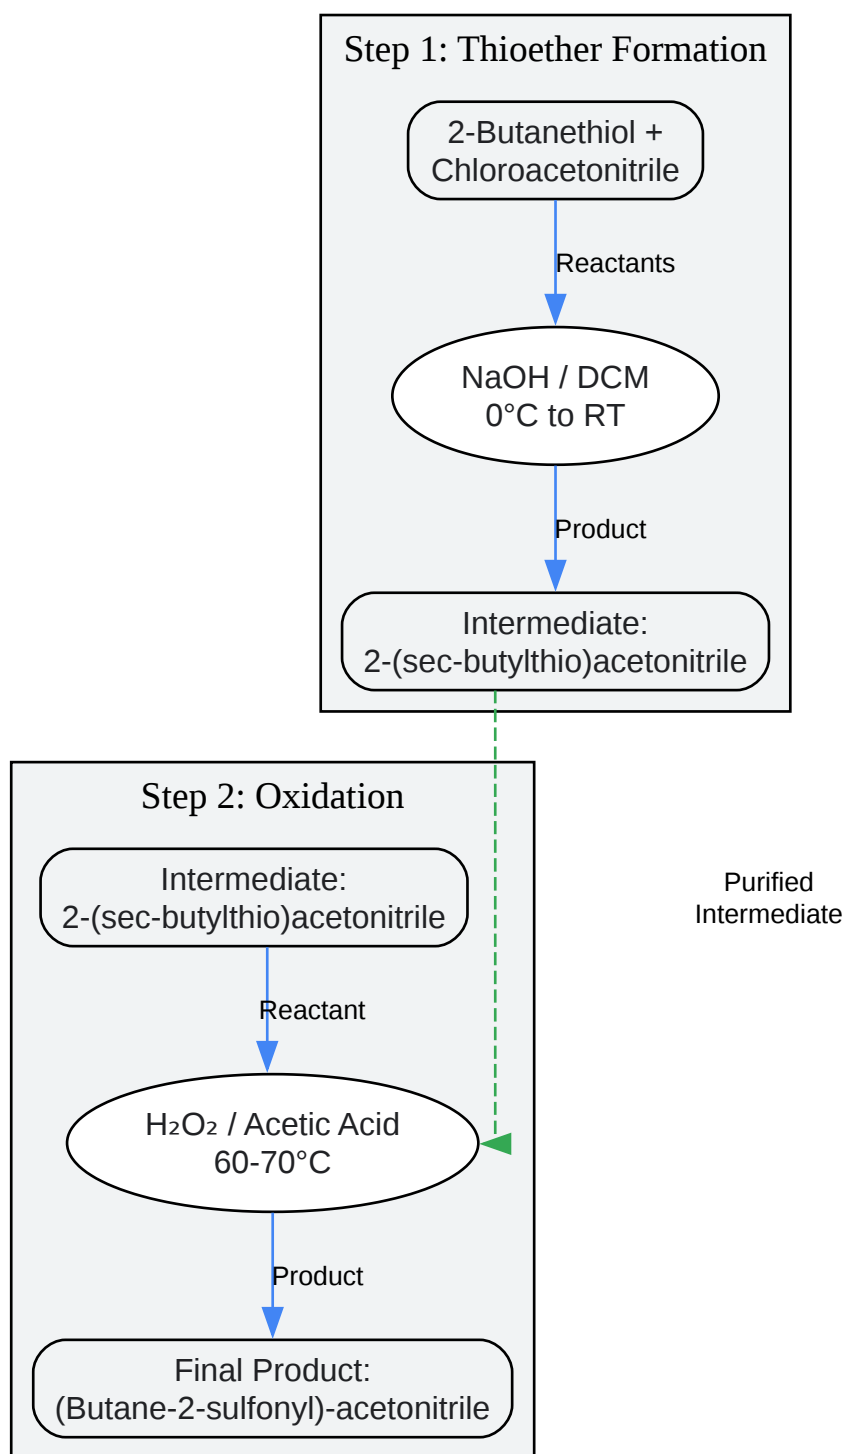 Step 1: Thioether Formation
2-Butanethiol +
Chloroacetonitrile
Reactants
NaOH / DCM
0°C to RT
Product
Intermediate:
2-(sec-butylthio)acetonitrile
Step 2: Oxidation
Intermediate:
2-(sec-butylthio)acetonitrile
Purified
Intermediate
Reactant
H₂O₂ / Acetic Acid
60-70°C
Product
Final Product:
(Butane-2-sulfonyl)-acetonitrile